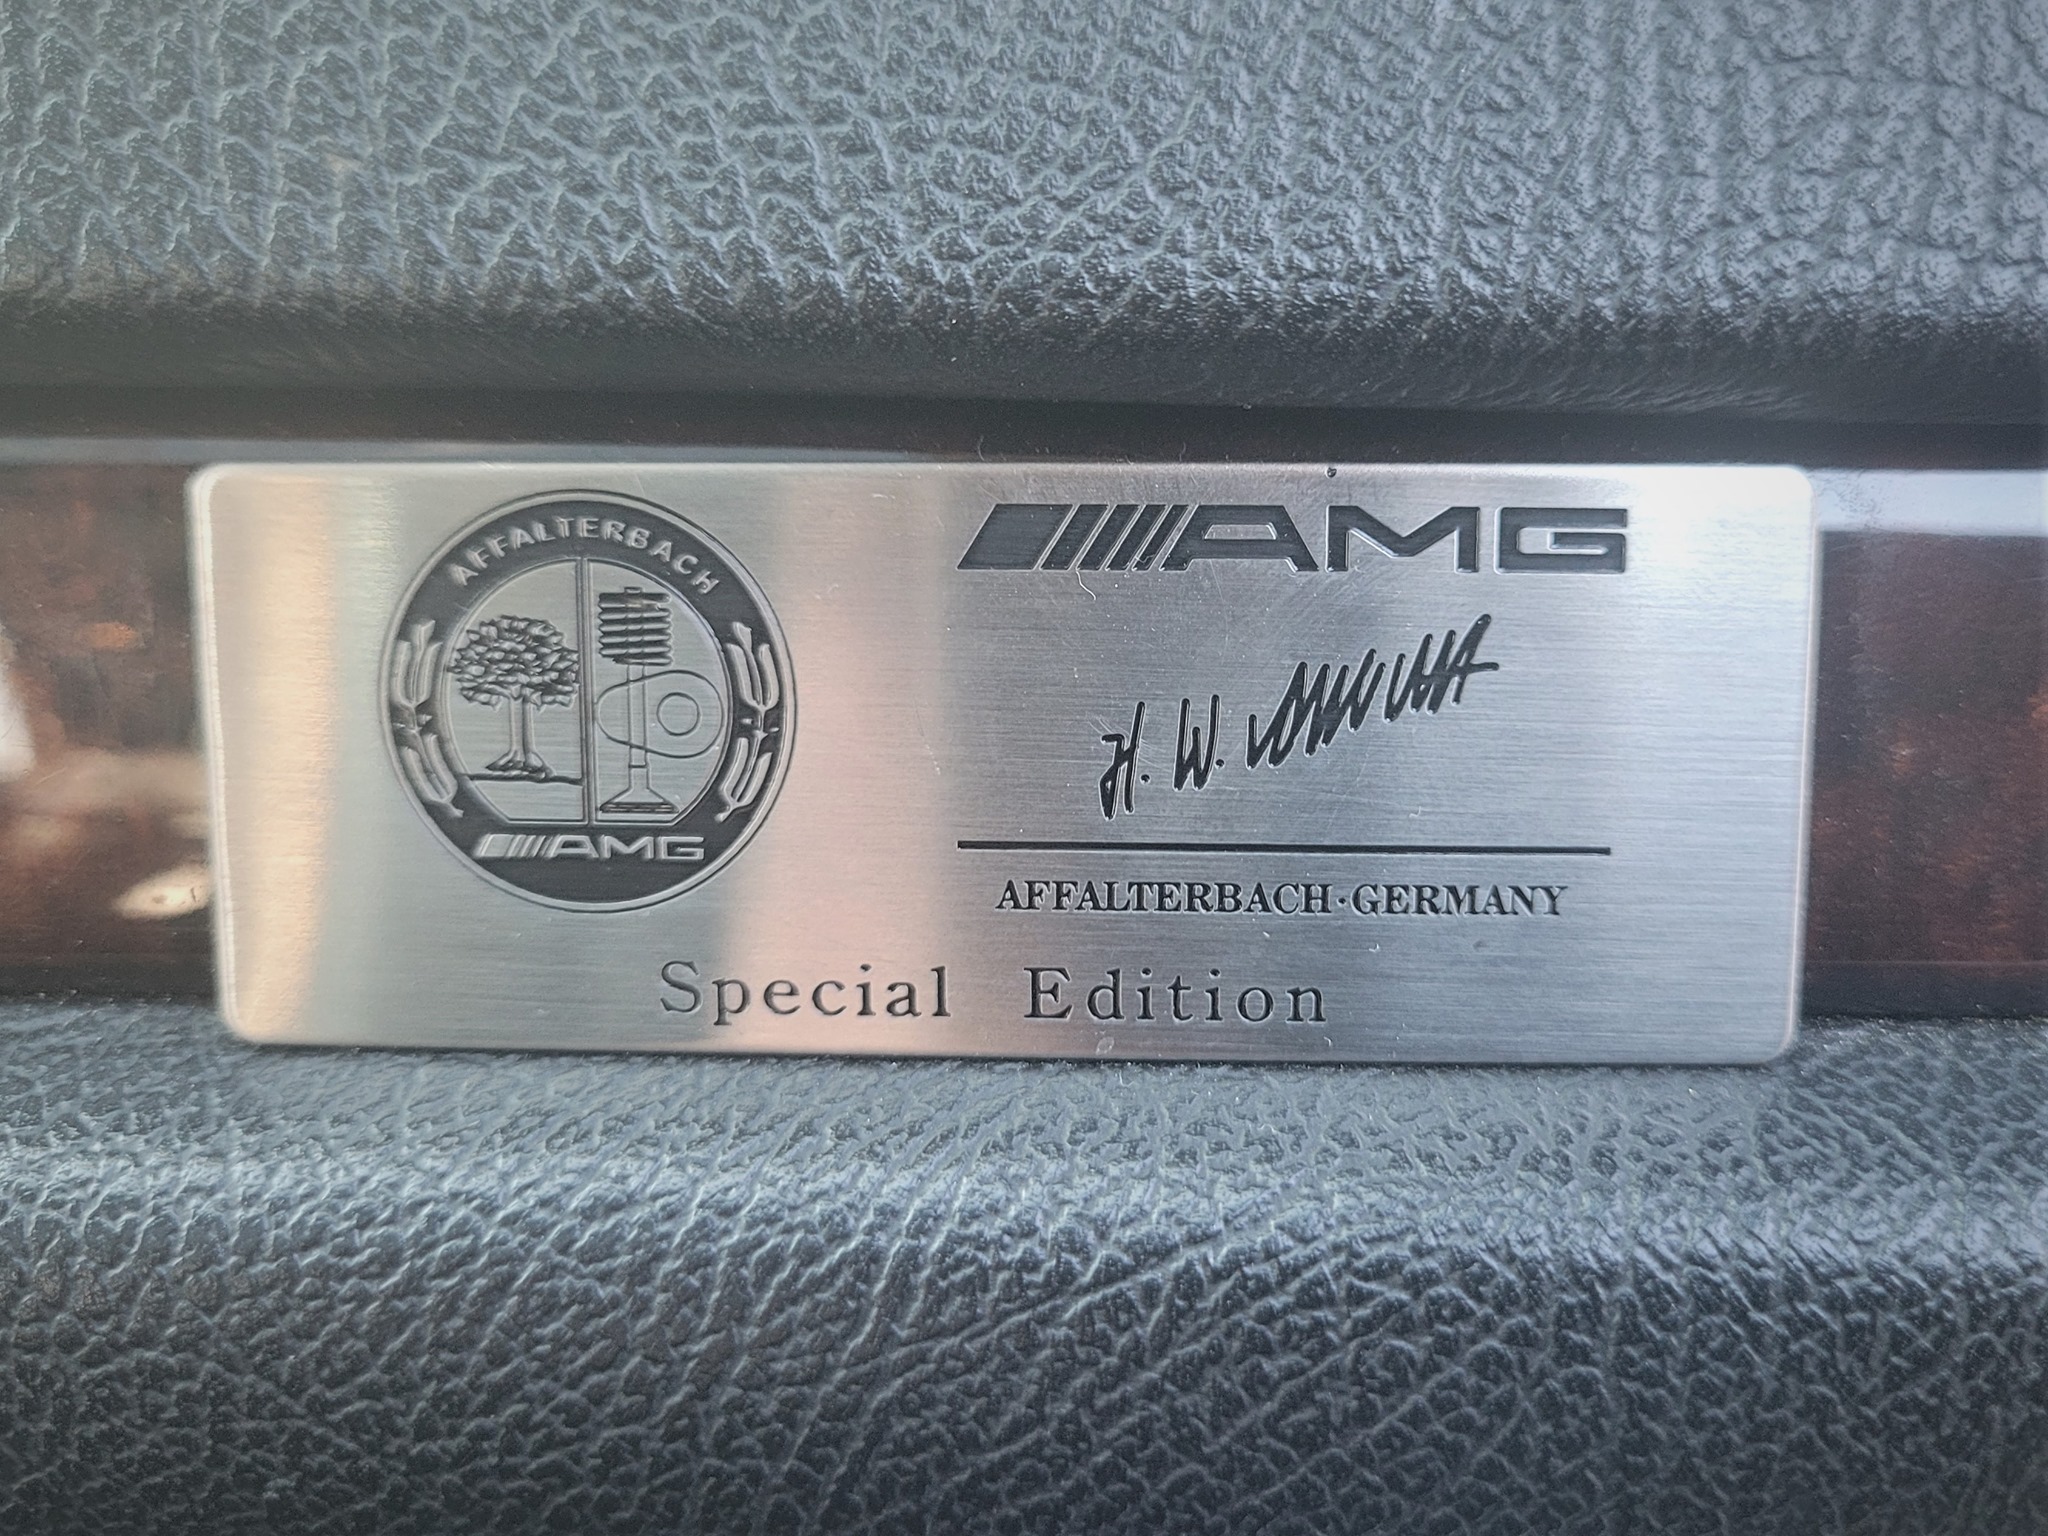 AFFALTERBACH
AMG
AMG
H. W.
AFFALTERBACH·GERMANY
Special Edition